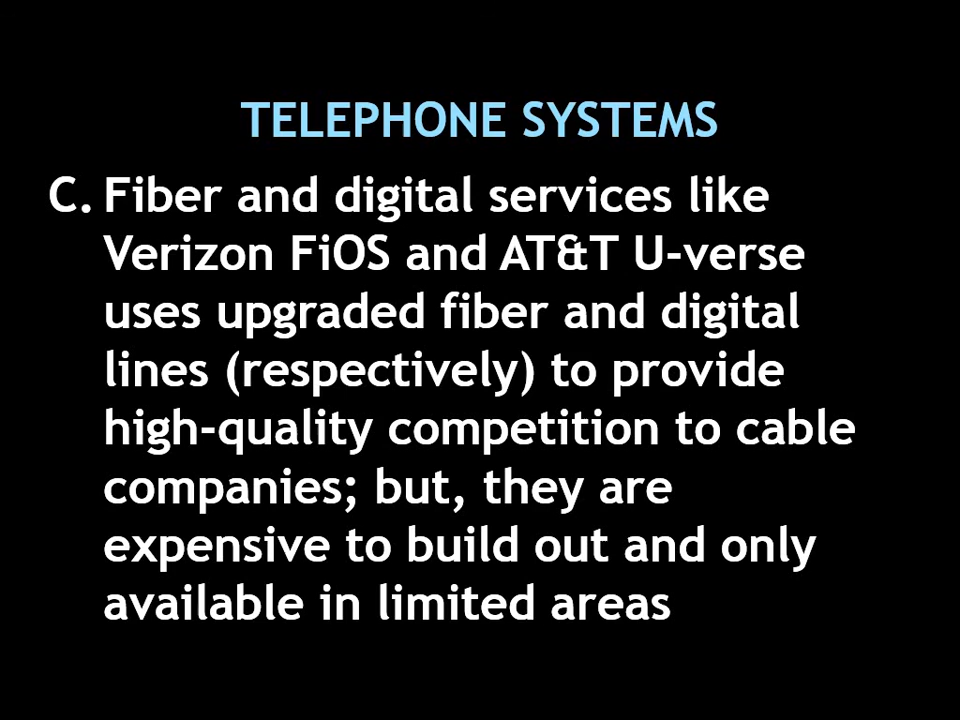 TELEPHONE SYSTEMS
C. Fiber and digital services like
Verizon FiOS and AT&T U-verse
uses upgraded fiber and digital
lines (respectively) to provide
high-quality competition to cable
companies; but, they are
expensive to build out and only
available in limited areas